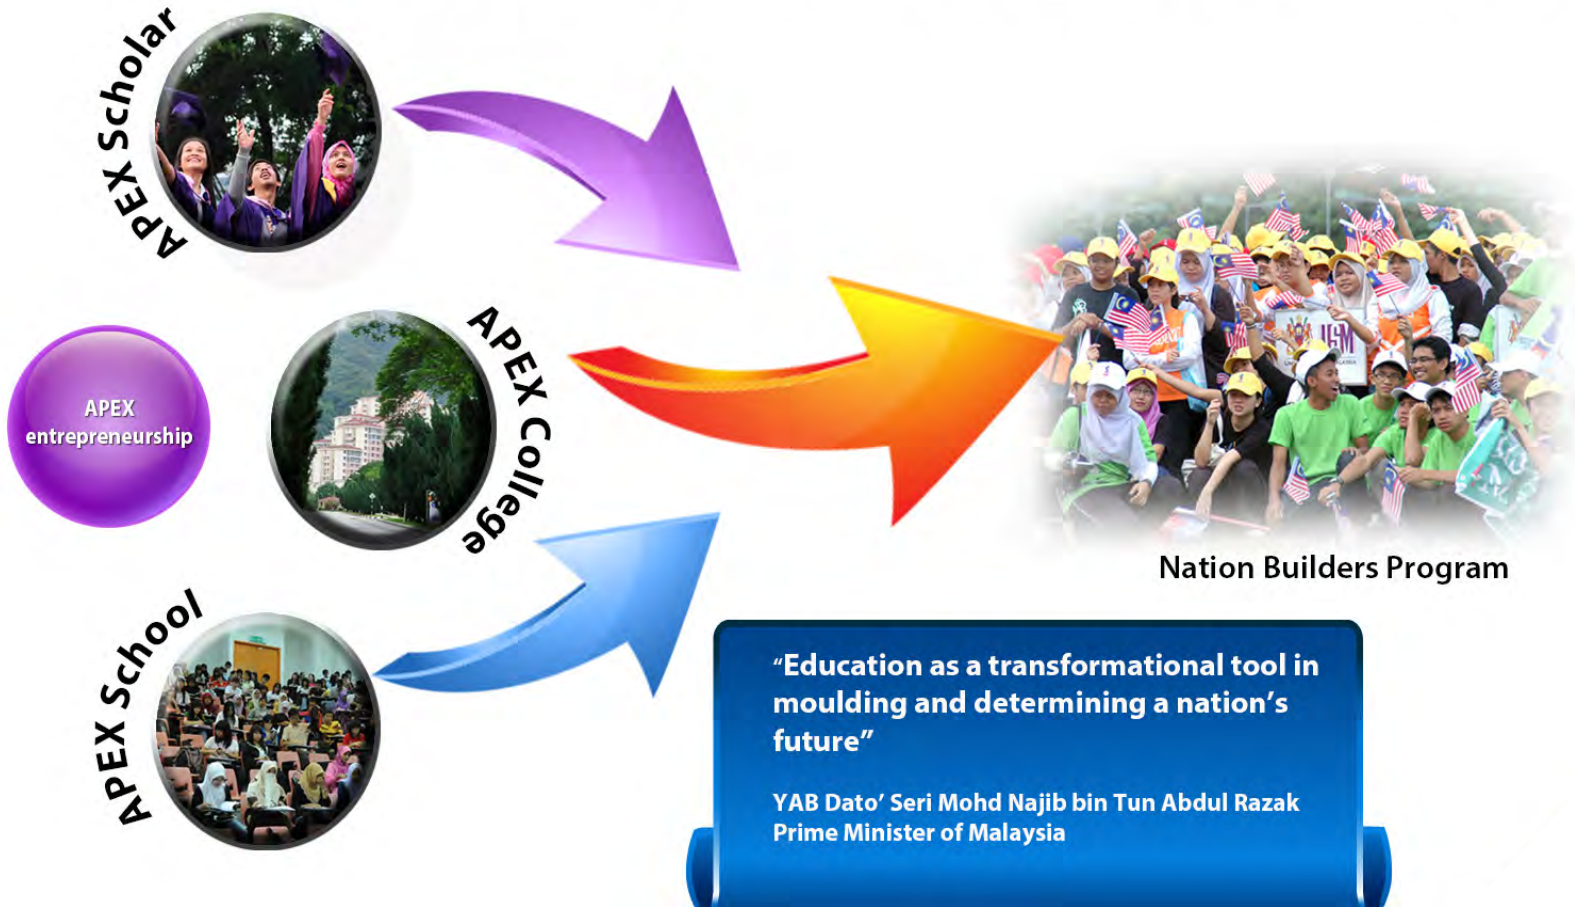 APEX Scholar
APEX
entrepreneurship
APEX College
APEX School
Nation Builders Program
“Education as a transformational tool in
moulding and determining a nation’s
future”
YAB Dato’ Seri Mohd Najib bin Tun Abdul Razak
Prime Minister of Malaysia